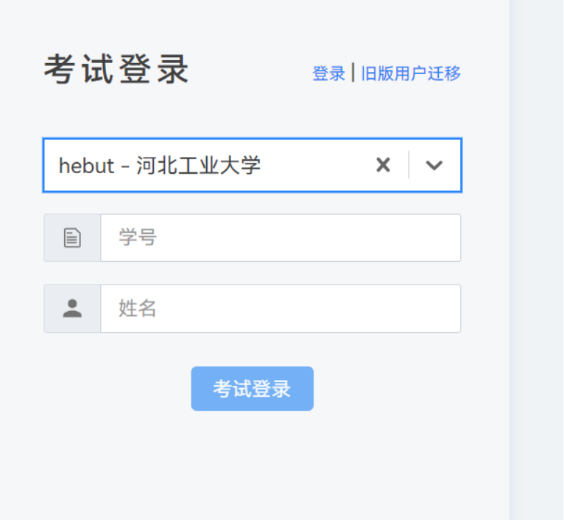 考试登录
登录 | 旧版用户迁移
hebut - 河北工业大学
学号
姓名
考试登录